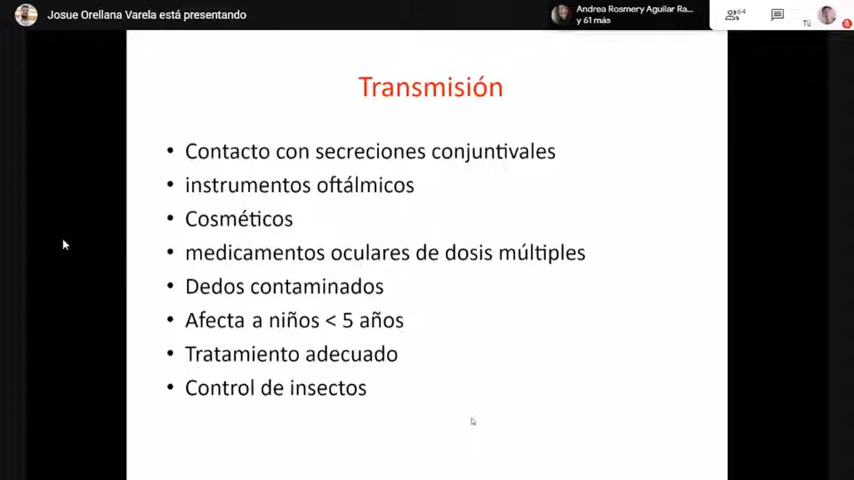 Josue Orellana Varela está presentando
Andrea Rosmery Aguilar Ra...
y 61 más
64
Tú
Transmisión
• Contacto con secreciones conjuntivales
• instrumentos oftálmicos
• Cosméticos
• medicamentos oculares de dosis múltiples
• Dedos contaminados
• Afecta a niños < 5 años
• Tratamiento adecuado
• Control de insectos